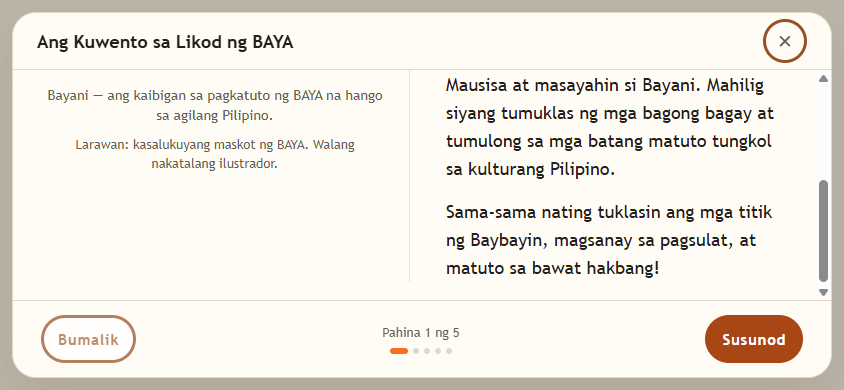 Ang Kuwento sa Likod ng BAYA
Bayani — ang kaibigan sa pagkatuto ng BAYA na hango
sa agilang Pilipino.
Larawan: kasalukuyang maskot ng BAYA. Walang
nakatalang ilustrador.
Mausisa at masayahin si Bayani. Mahilig
siyang tumuklas ng mga bagong bagay at
tumulong sa mga batang matuto tungkol
sa kulturang Pilipino.
Sama-sama nating tuklasin ang mga titik
ng Baybayin, magsanay sa pagsulat, at
matuto sa bawat hakbang!
Bumalik
Pahina 1 ng 5
Susunod